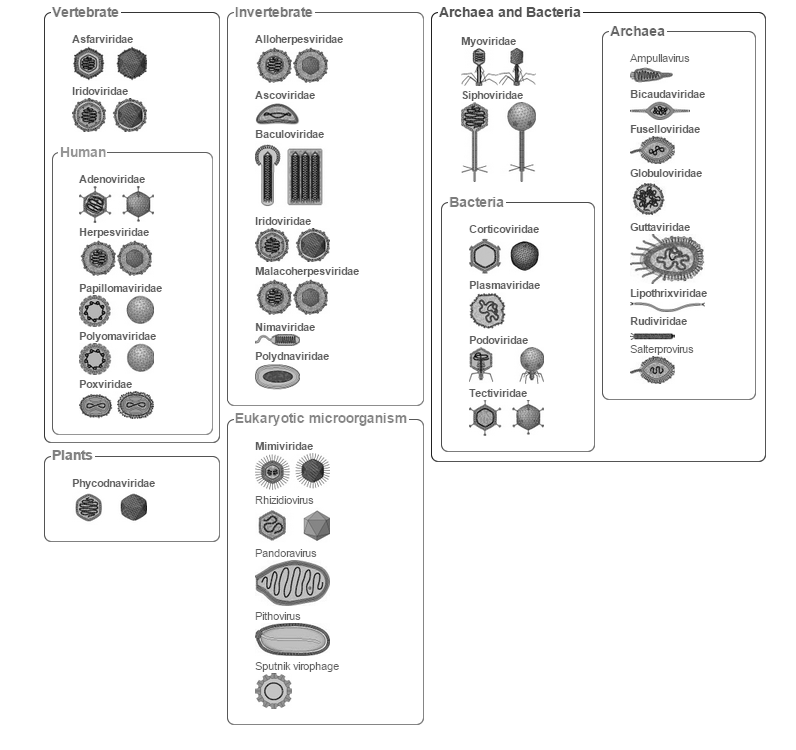 Vertebrate
Asfarviridae
Iridoviridae
Human
Adenoviridae
Herpesviridae
Papillomaviridae
Polyomaviridae
Poxviridae
Plants
Phycodnaviridae
Invertebrate
Alloherpesviridae
Ascoviridae
Baculoviridae
Iridoviridae
Malacoherpesviridae
Nimaviridae
Polydnaviridae
Eukaryotic microorganism
Mimiviridae
Rhizidiovirus
Pandoravirus
Pithovirus
Sputnik virophage
Archaea and Bacteria
Myoviridae
Siphoviridae
Bacteria
Corticoviridae
Plasmaviridae
Podoviridae
Tectiviridae
Archaea
Ampullavirus
Bicaudaviridae
Fuselloviridae
Globuloviridae
Guttaviridae
Lipothrixviridae
Rudiviridae
Salterprovirus